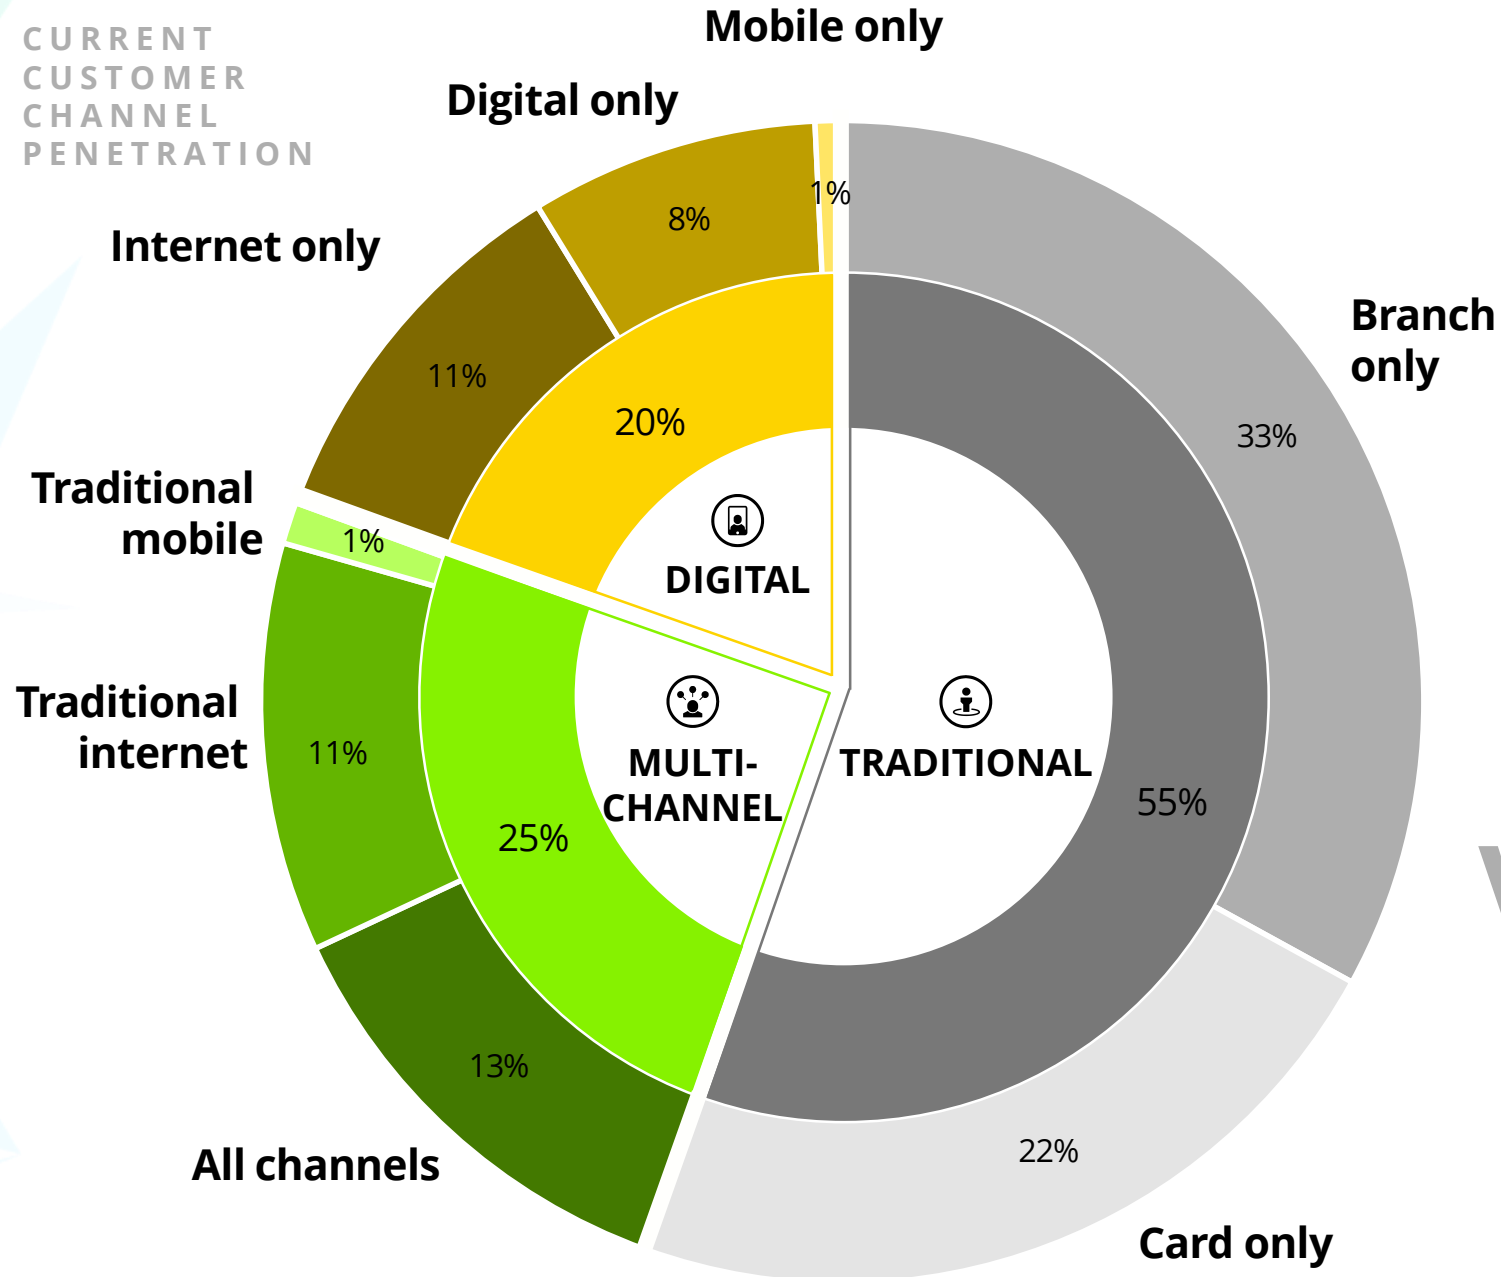 CURRENT
CUSTOMER
CHANNEL
PENETRATION
Mobile only
Digital only
1%
8%
Internet only
11%
20%
Branch
only
33%
Traditional
mobile
1%
DIGITAL
Traditional
internet
11%
MULTI-
CHANNEL
25%
TRADITIONAL
55%
13%
All channels
22%
Card only